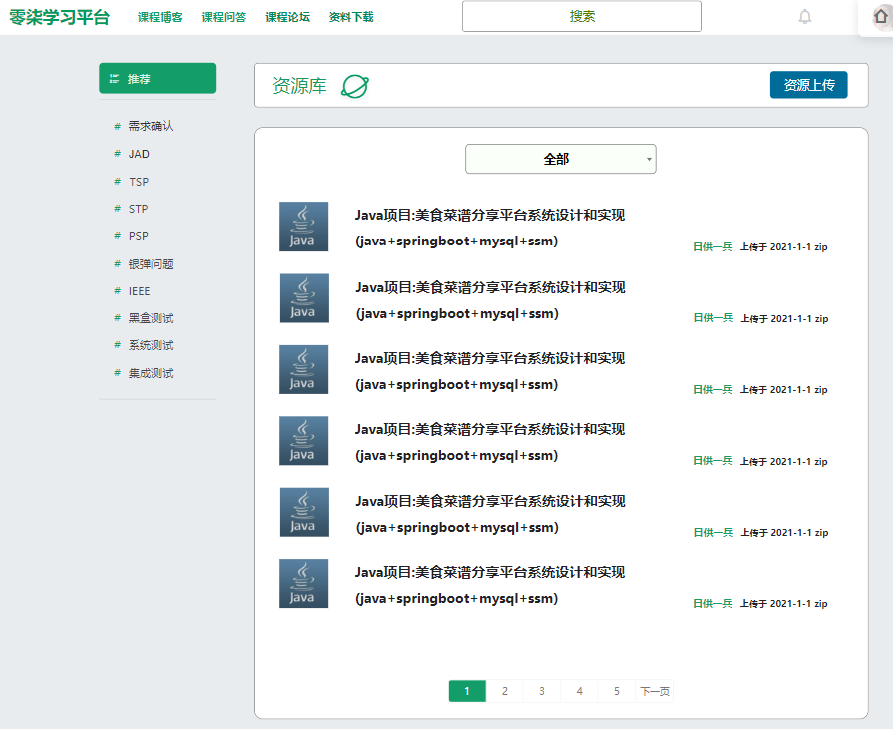 零柒学习平台
课程博客 课程问答 课程论坛 资料下载
搜索
推荐
# 需求确认
# JAD
# TSP
# STP
# PSP
# 银弹问题
# IEEE
# 黑盒测试
# 系统测试
# 集成测试
资源库
资源上传
全部
Java
Java项目:美食菜谱分享平台系统设计和实现
(java+springboot+mysql+ssm)
日供一兵 上传于 2021-1-1 zip
Java
Java项目:美食菜谱分享平台系统设计和实现
(java+springboot+mysql+ssm)
日供一兵 上传于 2021-1-1 zip
Java
Java项目:美食菜谱分享平台系统设计和实现
(java+springboot+mysql+ssm)
日供一兵 上传于 2021-1-1 zip
Java
Java项目:美食菜谱分享平台系统设计和实现
(java+springboot+mysql+ssm)
日供一兵 上传于 2021-1-1 zip
Java
Java项目:美食菜谱分享平台系统设计和实现
(java+springboot+mysql+ssm)
日供一兵 上传于 2021-1-1 zip
Java
Java项目:美食菜谱分享平台系统设计和实现
(java+springboot+mysql+ssm)
日供一兵 上传于 2021-1-1 zip
1 2 3 4 5 下一页